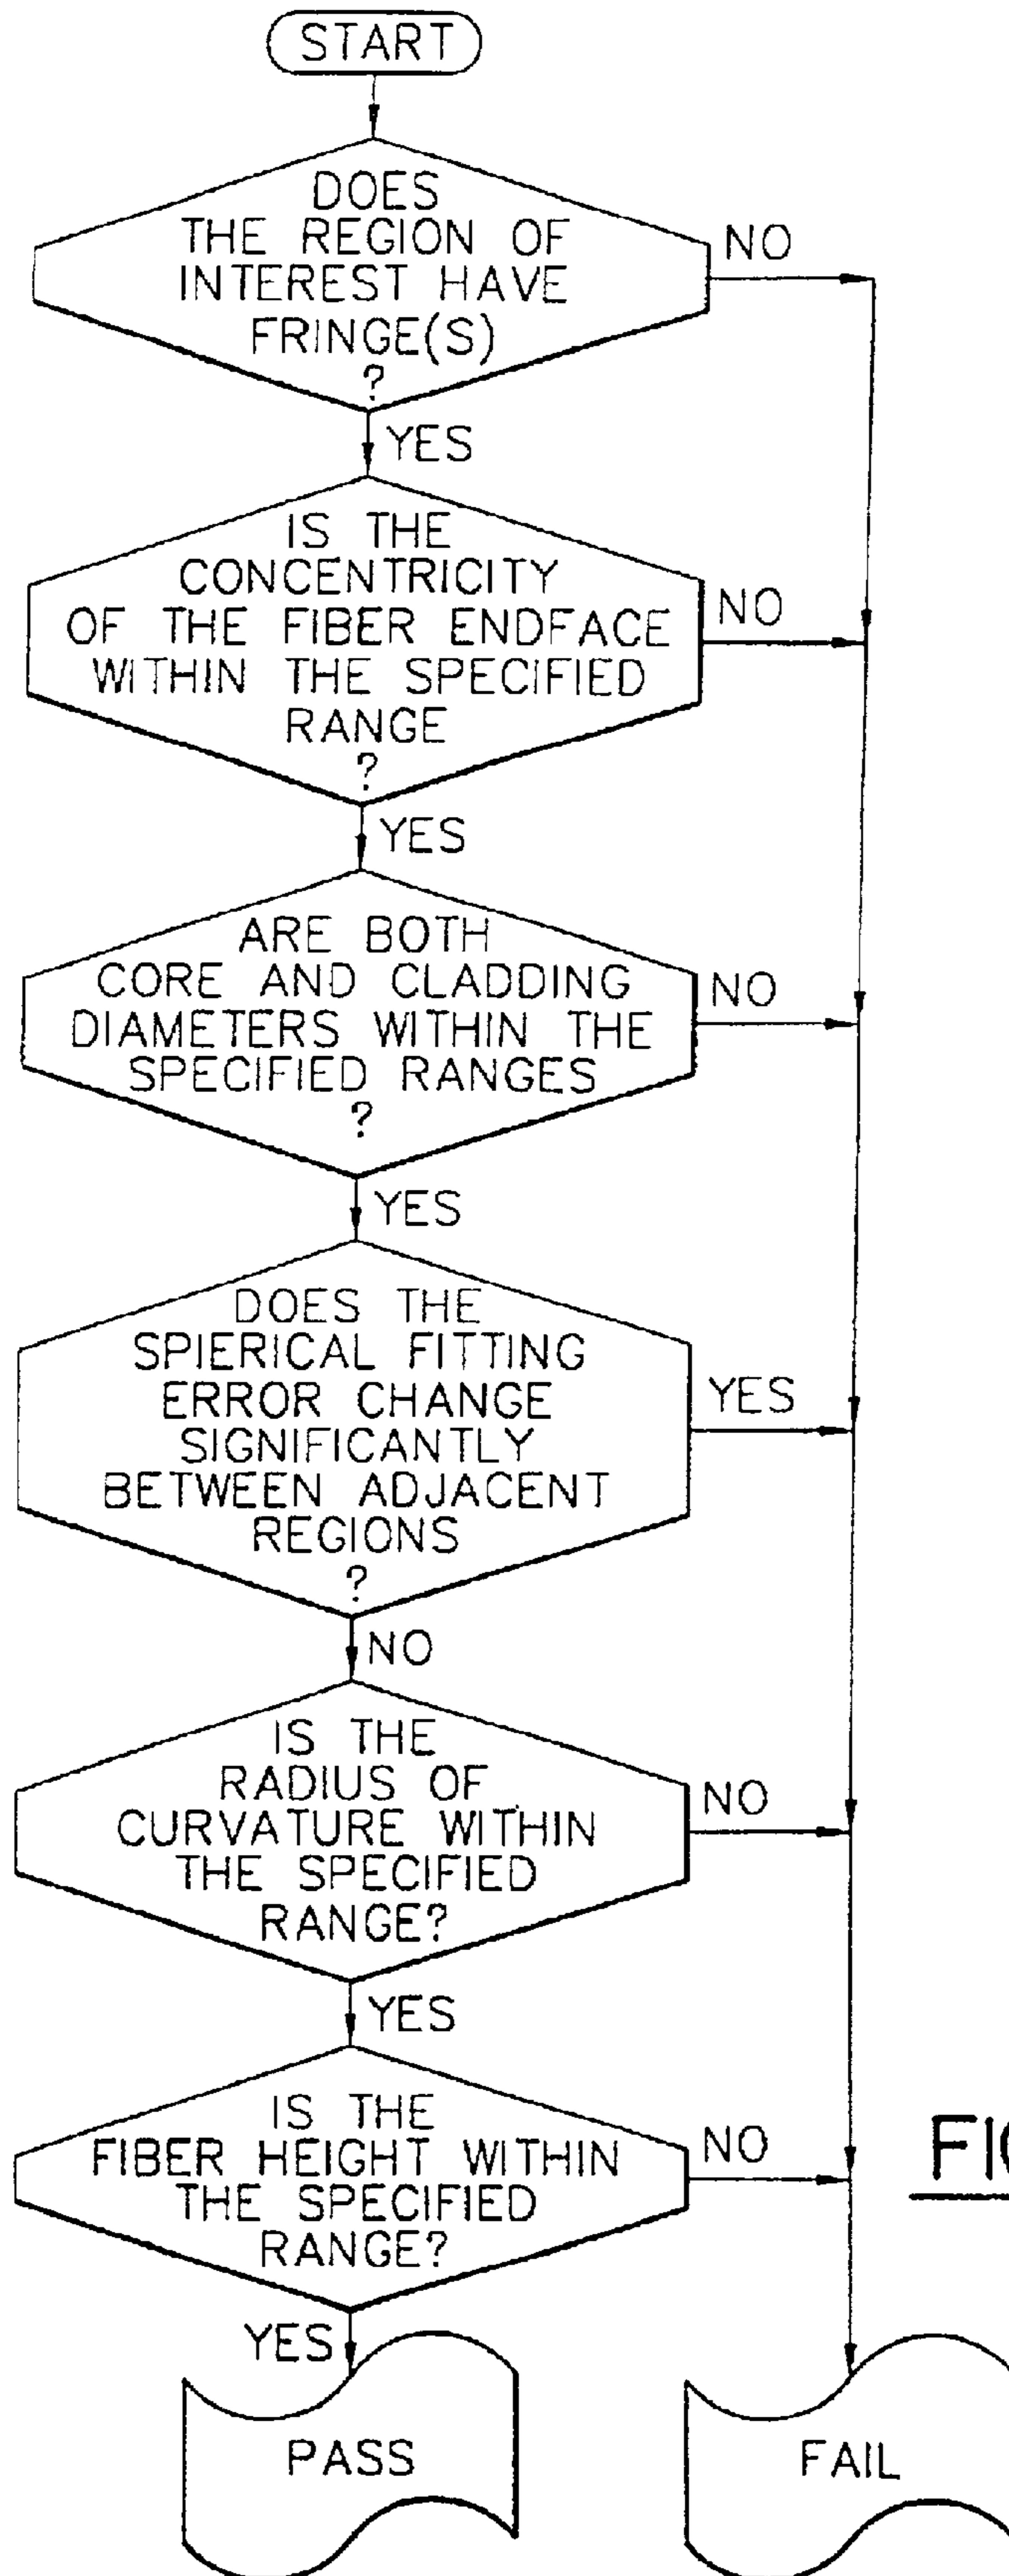 START
DOES
THE REGION OF
INTEREST HAVE
FRINGE(S)
?
NO
YES
IS THE
CONCENTRICITY
OF THE FIBER ENDFACE
WITHIN THE SPECIFIED
RANGE
?
NO
YES
ARE BOTH
CORE AND CLADDING
DIAMETERS WITHIN THE
SPECIFIED RANGES
?
NO
YES
DOES THE
SPIERICAL FITTING
ERROR CHANGE
SIGNIFICANTLY
BETWEEN ADJACENT
REGIONS
?
YES
NO
IS THE
RADIUS OF
CURVATURE WITHIN
THE SPECIFIED
RANGE?
NO
YES
IS THE
FIBER HEIGHT WITHIN
THE SPECIFIED
RANGE?
NO
YES
PASS
FAIL